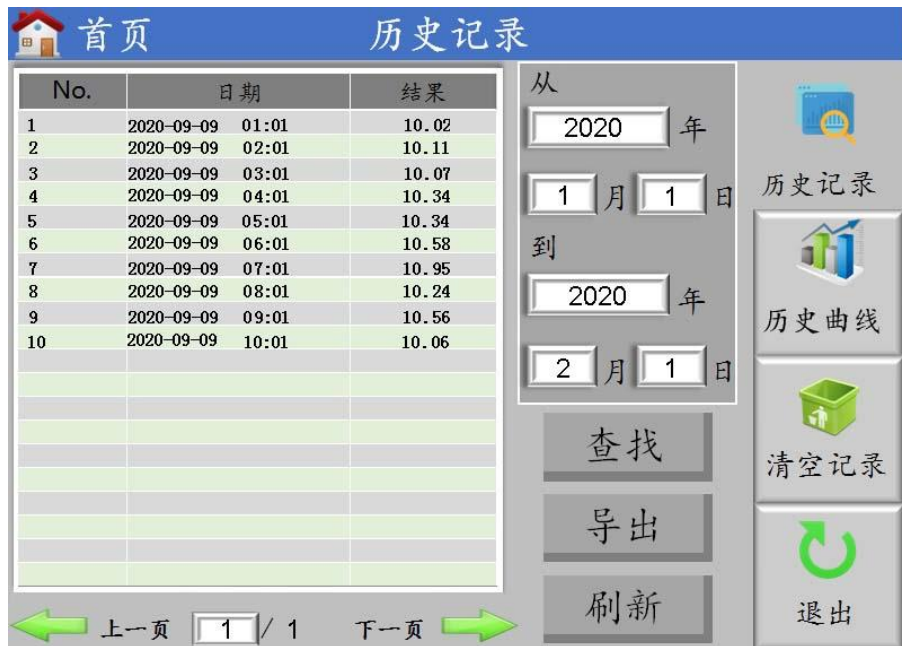 首页 历史记录
No. 日期 结果
1 2020-09-09 01:01 10.02
2 2020-09-09 02:01 10.11
3 2020-09-09 03:01 10.07
4 2020-09-09 04:01 10.34
5 2020-09-09 05:01 10.34
6 2020-09-09 06:01 10.58
7 2020-09-09 07:01 10.95
8 2020-09-09 08:01 10.24
9 2020-09-09 09:01 10.56
10 2020-09-09 10:01 10.06
上一页 1 / 1 下一页
从
2020 年
1 月 1 日
到
2020 年
2 月 1 日
查找
导出
刷新
历史记录
历史曲线
清空记录
退出